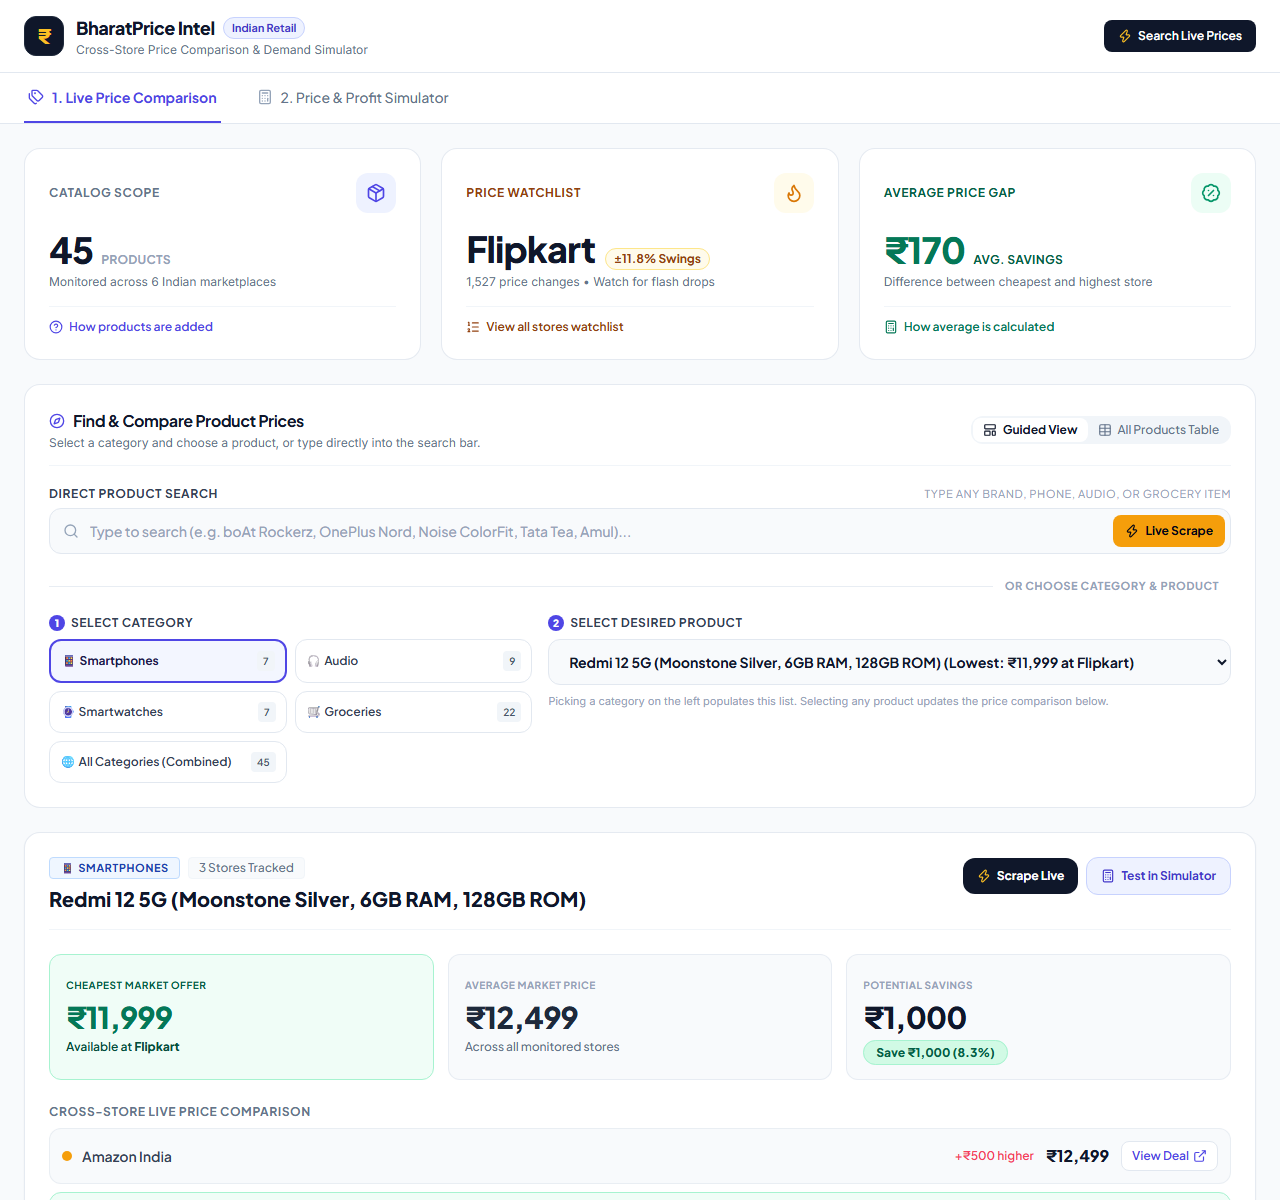 ₹
BharatPrice Intel
Indian Retail
Cross-Store Price Comparison & Demand Simulator
Search Live Prices
1. Live Price Comparison
2. Price & Profit Simulator
CATALOG SCOPE
45 PRODUCTS
Monitored across 6 Indian marketplaces
How products are added
PRICE WATCHLIST
Flipkart ±11.8% Swings
1,527 price changes • Watch for flash drops
View all stores watchlist
AVERAGE PRICE GAP
₹170 AVG. SAVINGS
Difference between cheapest and highest store
How average is calculated
Find & Compare Product Prices
Select a category and choose a product, or type directly into the search bar.
Guided View
All Products Table
DIRECT PRODUCT SEARCH
TYPE ANY BRAND, PHONE, AUDIO, OR GROCERY ITEM
Type to search (e.g. boAt Rockerz, OnePlus Nord, Noise ColorFit, Tata Tea, Amul)...
Live Scrape
OR CHOOSE CATEGORY & PRODUCT
1 SELECT CATEGORY
Smartphones 7
Audio 9
Smartwatches 7
Groceries 22
All Categories (Combined) 45
2 SELECT DESIRED PRODUCT
Redmi 12 5G (Moonstone Silver, 6GB RAM, 128GB ROM) (Lowest: ₹11,999 at Flipkart)
Picking a category on the left populates this list. Selecting any product updates the price comparison below.
SMARTPHONES
3 Stores Tracked
Redmi 12 5G (Moonstone Silver, 6GB RAM, 128GB ROM)
Scrape Live
Test in Simulator
CHEAPEST MARKET OFFER
₹11,999
Available at Flipkart
AVERAGE MARKET PRICE
₹12,499
Across all monitored stores
POTENTIAL SAVINGS
₹1,000
Save ₹1,000 (8.3%)
CROSS-STORE LIVE PRICE COMPARISON
Amazon India
+₹500 higher
₹12,499
View Deal